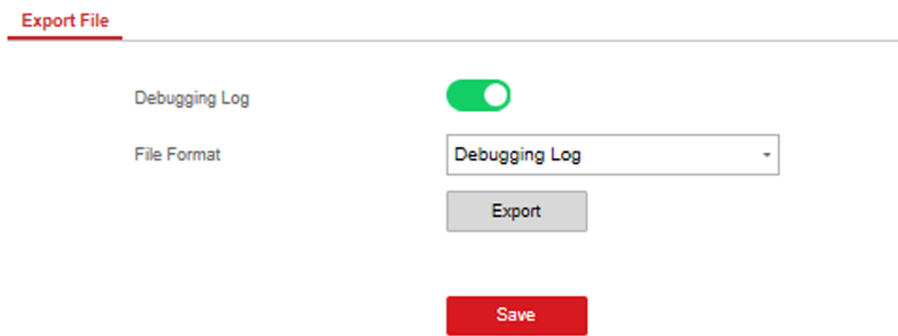 Export File
Debugging Log
File Format
Debugging Log
Export
Save